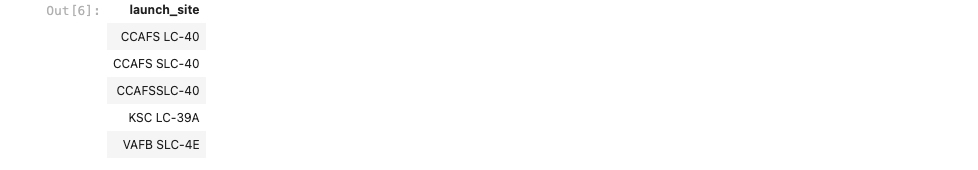 Out[6]: launch_site
CCAFS LC-40
CCAFS SLC-40
CCAFSSLC-40
KSC LC-39A
VAFB SLC-4E